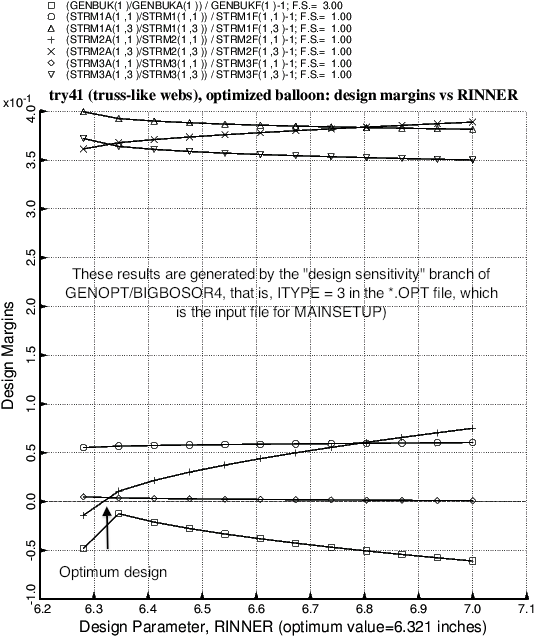 (GENBUK(1 )/GENBUKA(1 )) / GENBUKF(1 )-1; F.S.= 3.00
(STRM1A(1 ,1 )/STRM1(1 ,1 )) / STRM1F(1 ,1 )-1; F.S.= 1.00
(STRM1A(1 ,3 )/STRM1(1 ,3 )) / STRM1F(1 ,3 )-1; F.S.= 1.00
(STRM2A(1 ,1 )/STRM2(1 ,1 )) / STRM2F(1 ,1 )-1; F.S.= 1.00
(STRM2A(1 ,3 )/STRM2(1 ,3 )) / STRM2F(1 ,3 )-1; F.S.= 1.00
(STRM3A(1 ,1 )/STRM3(1 ,1 )) / STRM3F(1 ,1 )-1; F.S.= 1.00
(STRM3A(1 ,3 )/STRM3(1 ,3 )) / STRM3F(1 ,3 )-1; F.S.= 1.00
try41 (truss-like webs), optimized balloon: design margins vs RINNER
x10-1
4.0
3.5
3.0
2.5
2.0
1.5
1.0
0.5
0.0
-0.5
-1.0
Design Margins
These results are generated by the "design sensitivity" branch of
GENOPT/BIGBOSOR4, that is, ITYPE = 3 in the *.OPT file, which
is the input file for MAINSETUP)
Optimum design
6.2 6.3 6.4 6.5 6.6 6.7 6.8 6.9 7.0 7.1
Design Parameter, RINNER (optimum value=6.321 inches)